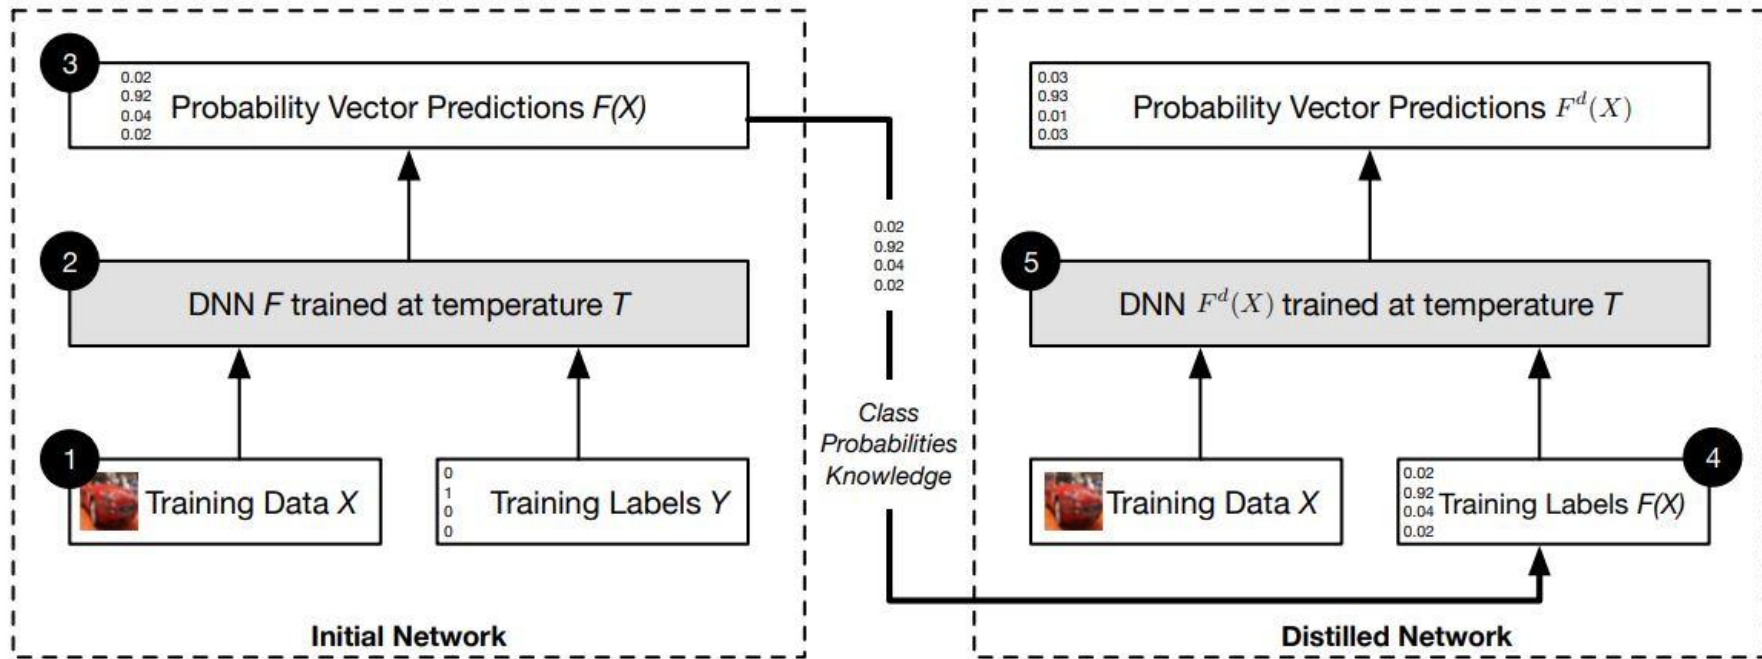 3
0.02
0.92
0.04
0.02
Probability Vector Predictions F(X)
2
DNN F trained at temperature T
1
Training Data X
0
1
0
0
Training Labels Y
Initial Network
0.02
0.92
0.04
0.02
Class
Probabilities
Knowledge
0.03
0.93
0.01
0.03
Probability Vector Predictions F^d(X)
5
DNN F^d(X) trained at temperature T
Training Data X
4
0.02
0.92
0.04
0.02
Training Labels F(X)
Distilled Network